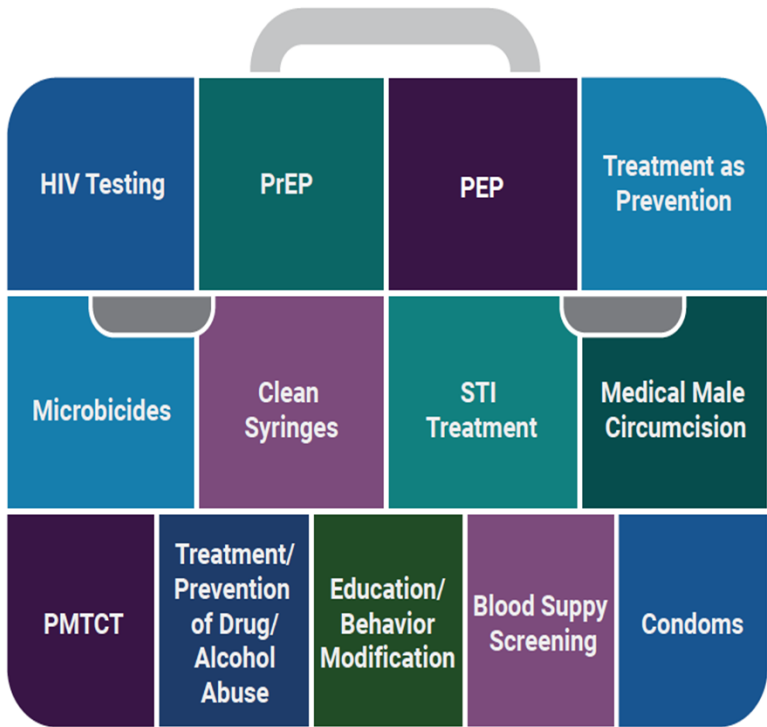 HIV Testing
PrEP
PEP
Treatment as
Prevention
Microbicides
Clean
Syringes
STI
Treatment
Medical Male
Circumcision
PMTCT
Treatment/
Prevention
of Drug/
Alcohol
Abuse
Education/
Behavior
Modification
Blood Suppy
Screening
Condoms